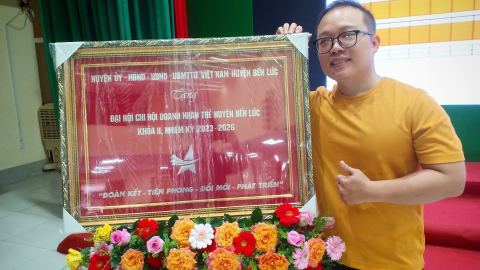 HUYỆN ỦY - HĐND - UBND - UBMTTQ VIỆT NAM HUYỆN BẾN LỨC
Tặng
ĐẠI HỘI CHI HỘI DOANH NHÂN TRẺ HUYỆN BẾN LỨC
KHÓA II, NHIỆM KỲ 2023-2026
"ĐOÀN KẾT - TIÊN PHONG - ĐỔI MỚI - PHÁT TRIỂN"